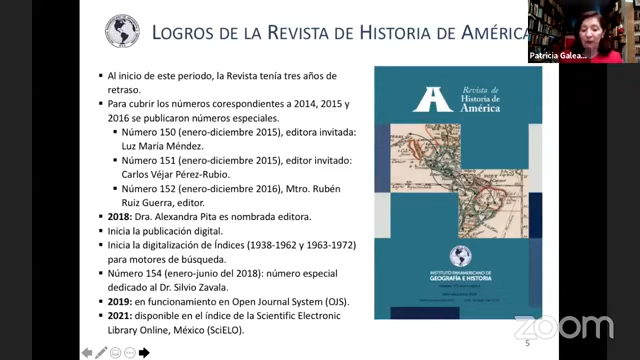 LOGROS DE LA REVISTA DE HISTORIA DE AMÉRICA
Patricia Galea...
• Al inicio de este periodo, la Revista tenía tres años de
retraso.
• Para cubrir los números corespondientes a 2014, 2015 y
2016 se publicaron números especiales.
▪ Número 150 (enero-diciembre 2015), editora invitada:
Luz María Méndez.
▪ Número 151 (enero-diciembre 2015), editor invitado:
Carlos Véjar Pérez-Rubio.
▪ Número 152 (enero-diciembre 2016), Mtro. Rubén
Ruiz Guerra, editor.
• 2018: Dra. Alexandra Pita es nombrada editora.
• Inicia la publicación digital.
• Inicia la digitalización de Índices (1938-1962 y 1963-1972)
para motores de búsqueda.
• Número 154 (enero-junio del 2018): número especial
dedicado al Dr. Silvio Zavala.
• 2019: en funcionamiento en Open Journal System (OJS).
• 2021: disponible en el índice de la Scientific Electronic
Library Online, México (SciELO).
Revista de
Historia de
América
INSTITUTO PANAMERICANO DE
GEOGRAFÍA E HISTORIA
zoom
5